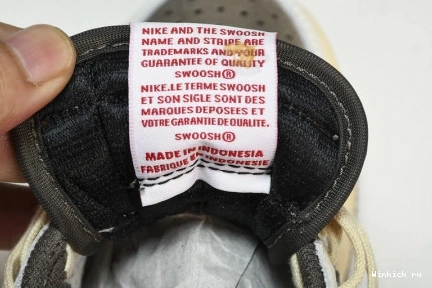 NIKE AND THE SWOOSH
NAME AND STRIPE ARE
TRADEMARKS AND YOUR
GUARANTEE OF QUALITY
SWOOSH®
NIKE.LE TERME SWOOSH
ET SON SIGLE SONT DES
MARQUES DEPOSEES ET
VOTRE GARANTIE DE QUALITE.
SWOOSH®
MADE IN INDONESIA
FABRIQUE EN INDONESIE
Winkick ru